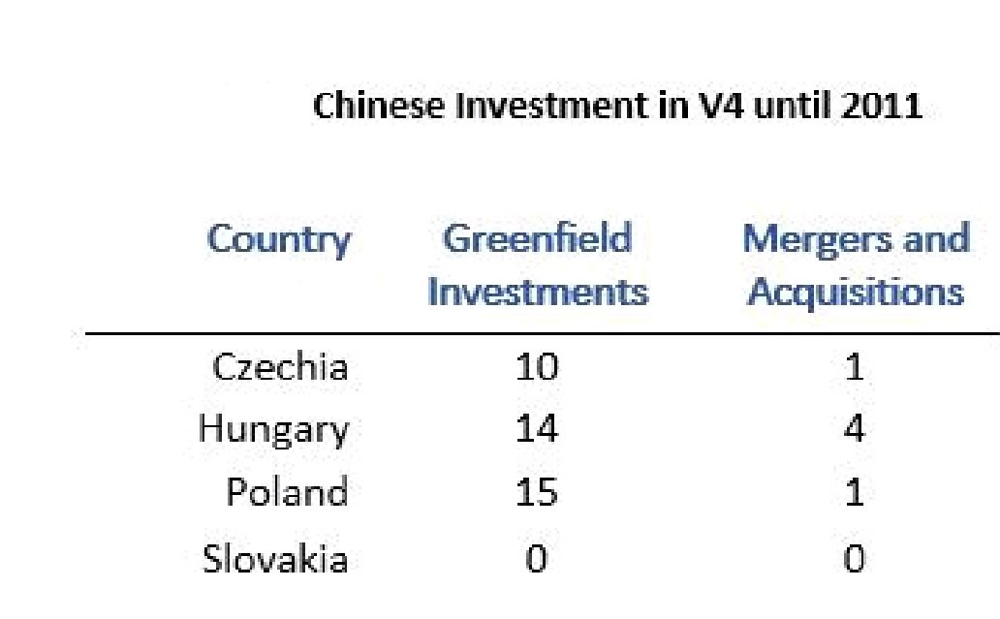 Chinese Investment in V4 until 2011
Country Greenfield Mergers and
Investments Acquisitions
Czechia 10 1
Hungary 14 4
Poland 15 1
Slovakia 0 0